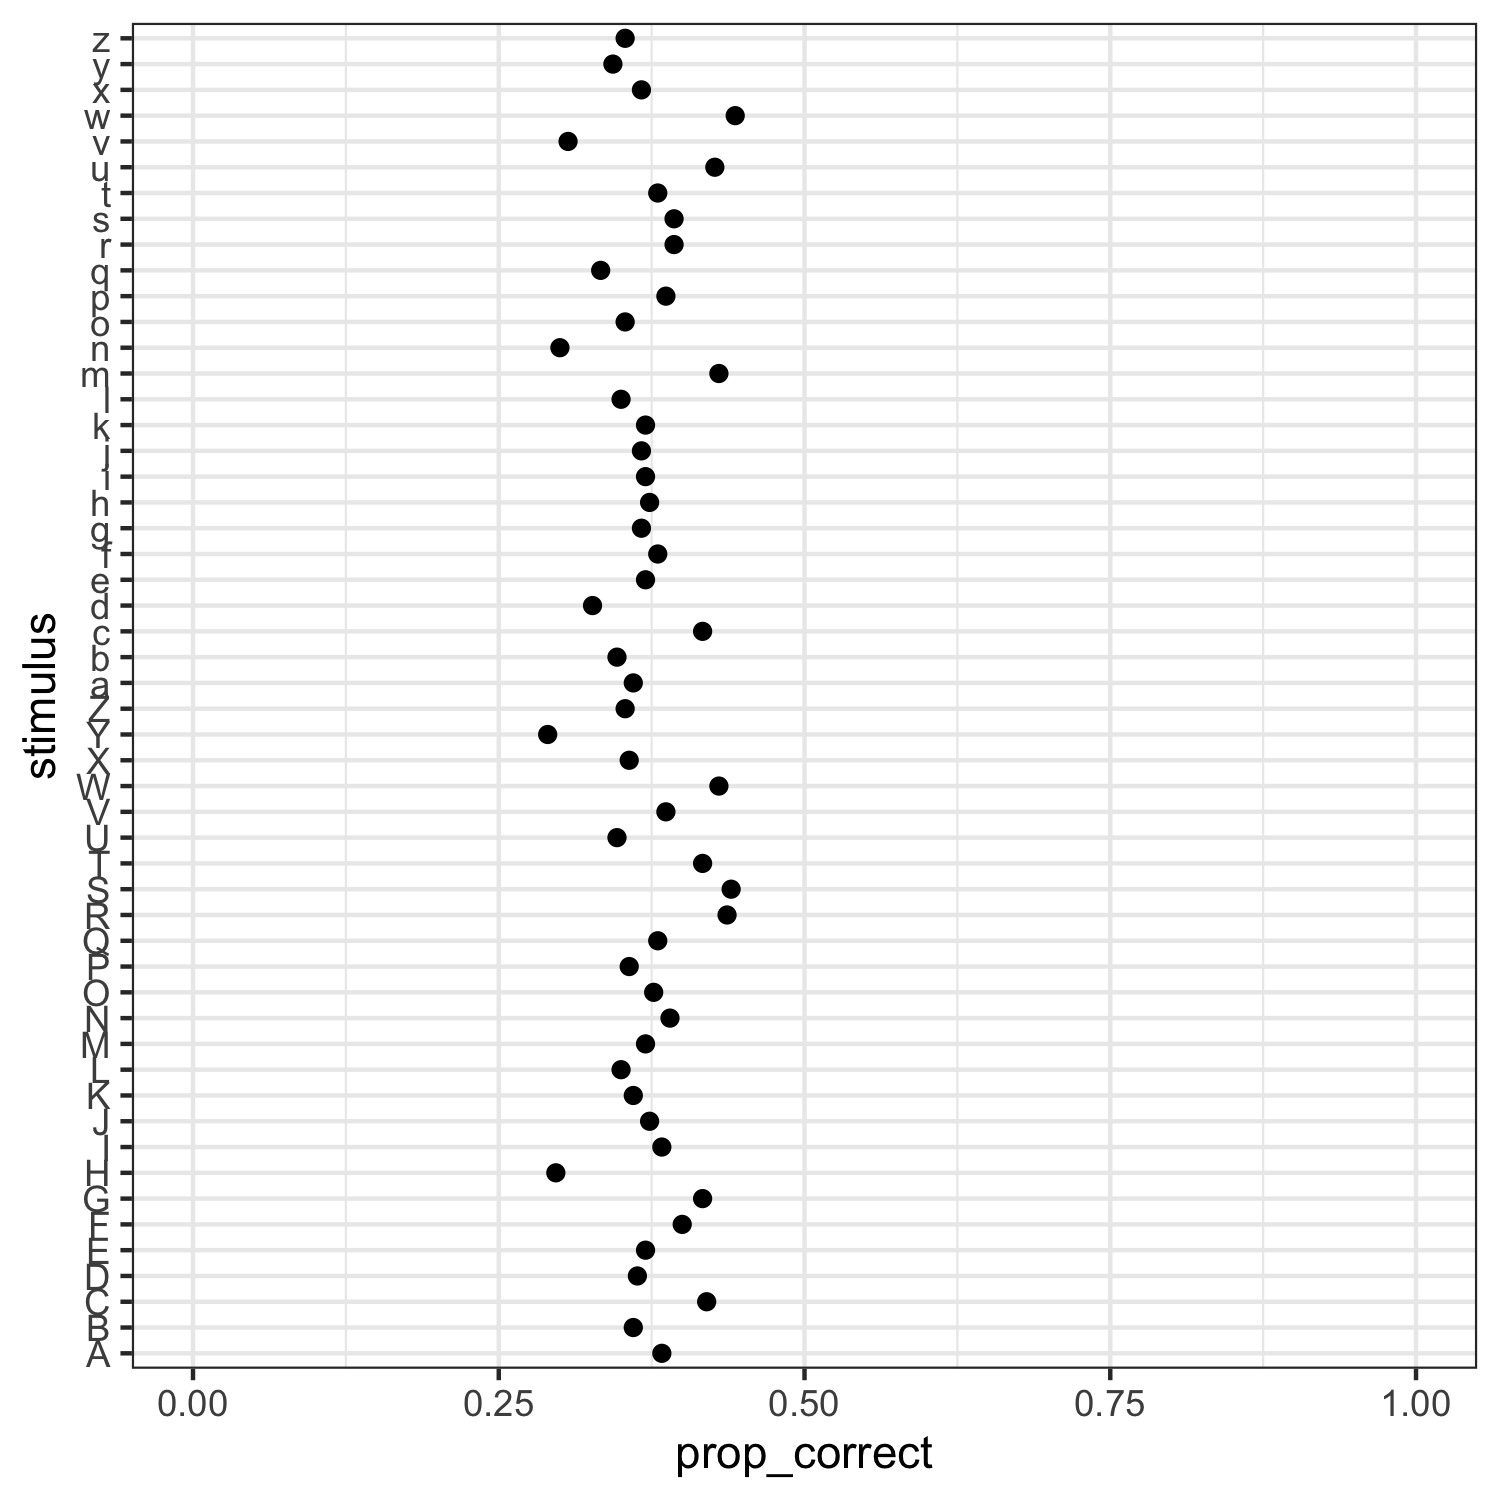 z
y
x
w
v
u
t
s
r
q
p
o
n
m
l
k
j
i
h
g
f
e
d
c
b
a
Z
Y
X
W
V
U
T
S
R
Q
P
O
N
M
L
K
J
I
H
G
F
E
D
C
B
A
stimulus
0.00 0.25 0.50 0.75 1.00
prop_correct